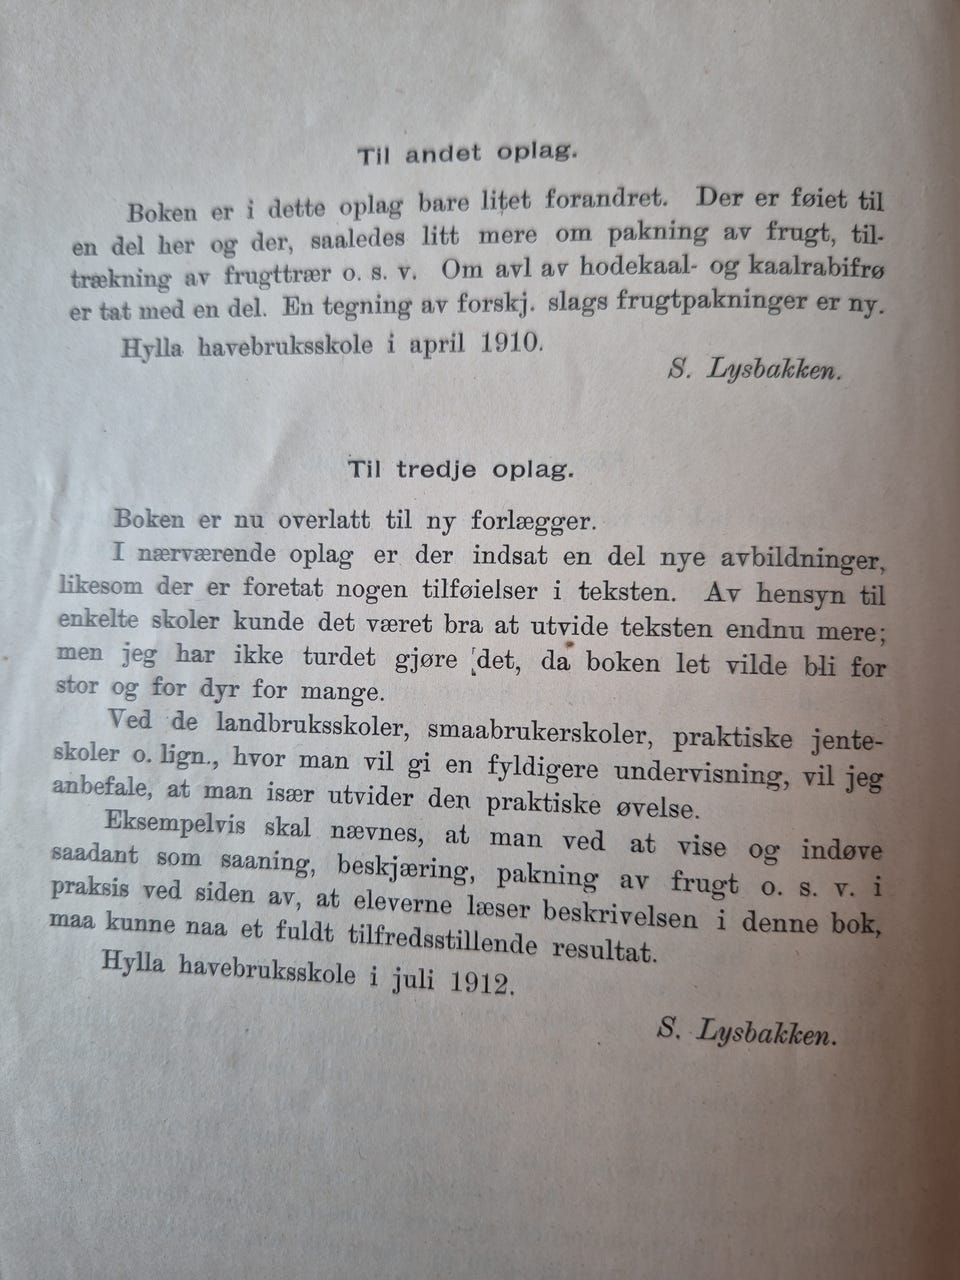 Til andet oplag.
Boken er i dette oplag bare litet forandret. Der er føiet til
en del her og der, saaledes litt mere om pakning av frugt, til-
trækning av frugttrær o. s. v. Om avl av hodekaal- og kaalrabifrø
er tat med en del. En tegning av forskj. slags frugtpakninger er ny.
Hylla havebruksskole i april 1910.
S. Lysbakken.
Til tredje oplag.
Boken er nu overlatt til ny forlægger.
I nærværende oplag er der indsat en del nye avbildninger,
likesom der er foretat nogen tilføielser i teksten. Av hensyn til
enkelte skoler kunde det været bra at utvide teksten endnu mere;
men jeg har ikke turdet gjøre det, da boken let vilde bli for
stor og for dyr for mange.
Ved de landbruksskoler, smaabrukerskoler, praktiske jente-
skoler o. lign., hvor man vil gi en fyldigere undervisning, vil jeg
anbefale, at man især utvider den praktiske øvelse.
Eksempelvis skal nævnes, at man ved at vise og indøve
saadant som saaning, beskjæring, pakning av frugt o. s. v. i
praksis ved siden av, at eleverne læser beskrivelsen i denne bok,
maa kunne naa et fuldt tilfredsstillende resultat.
Hylla havebruksskole i juli 1912.
S. Lysbakken.